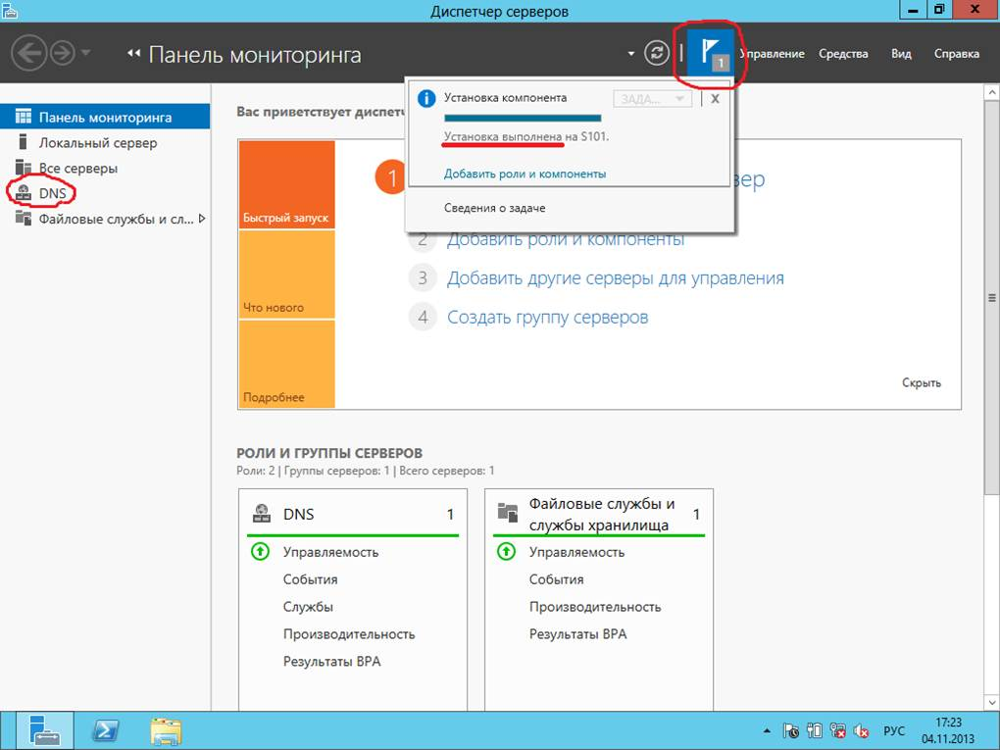 Диспетчер серверов
Панель мониторинга
1
Управление Средства Вид Справка
Панель мониторинга
Локальный сервер
Все серверы
DNS
Файловые службы и сл...
Вас приветствует
Установка компонента
ЗАДА...
X
Установка выполнена на S101.
Добавить роли и компоненты
Сведения о задаче
Быстрый запуск
Что нового
Подробнее
1
2 Добавить роли и компоненты
3 Добавить другие серверы для управления
4 Создать группу серверов
Скрыть
РОЛИ И ГРУППЫ СЕРВЕРОВ
Роли: 2 | Группы серверов: 1 | Всего серверов: 1
DNS 1
Управляемость
События
Службы
Производительность
Результаты BPA
Файловые службы и
службы хранилища 1
Управляемость
События
Производительность
Результаты BPA
РУС
17:23
04.11.2013